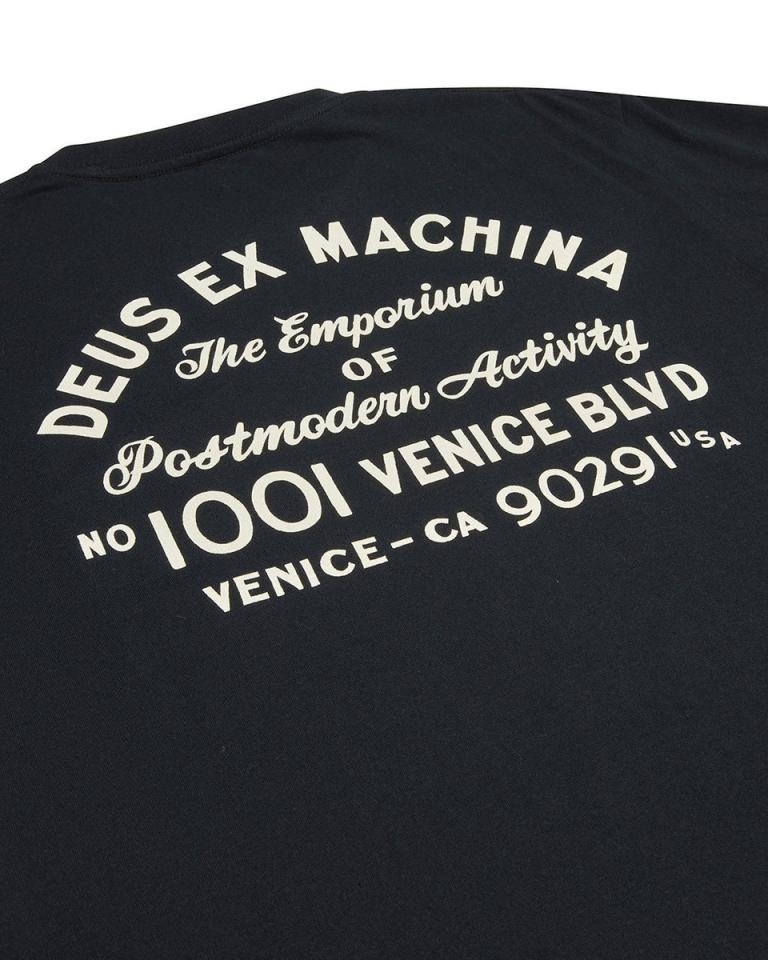 DEUS EX MACHINA
The Emporium
OF
Postmodern Activity
NO 1001 VENICE BLVD
VENICE - CA 90291 USA